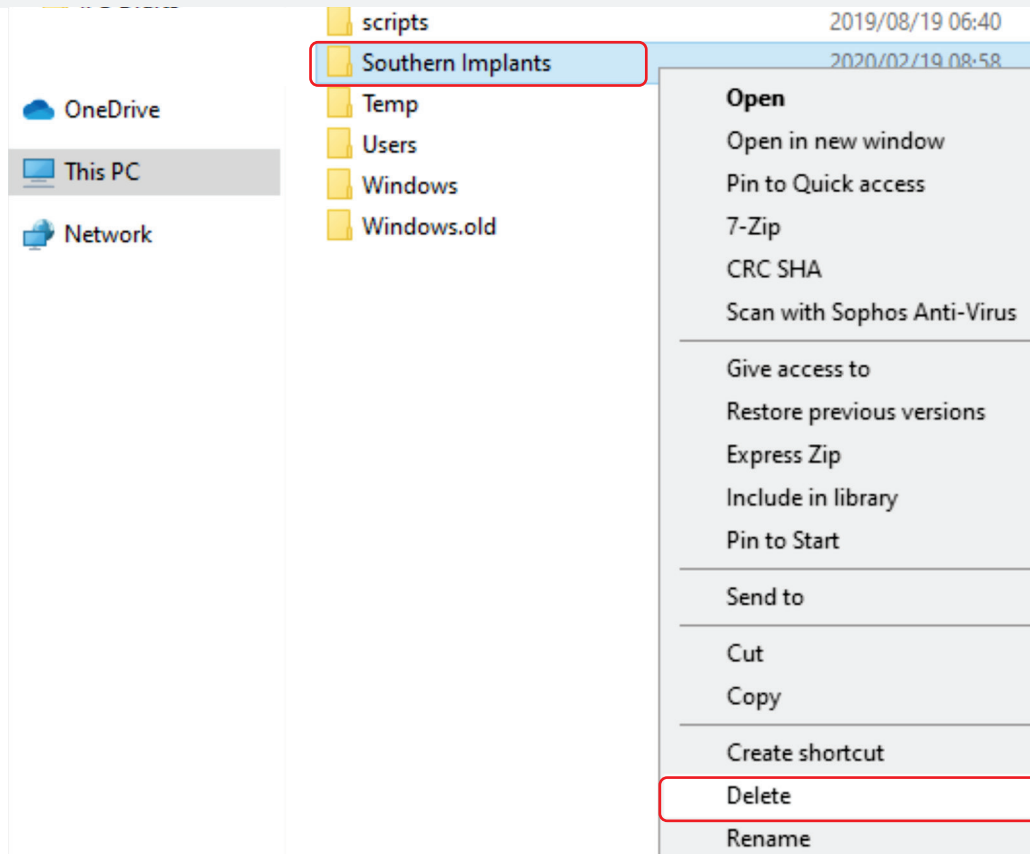 scripts 2019/08/19 06:40
Southern Implants 2020/02/19 08:58
OneDrive
This PC
Network
Temp
Users
Windows
Windows.old
Open
Open in new window
Pin to Quick access
7-Zip
CRC SHA
Scan with Sophos Anti-Virus
Give access to
Restore previous versions
Express Zip
Include in library
Pin to Start
Send to
Cut
Copy
Create shortcut
Delete
Rename